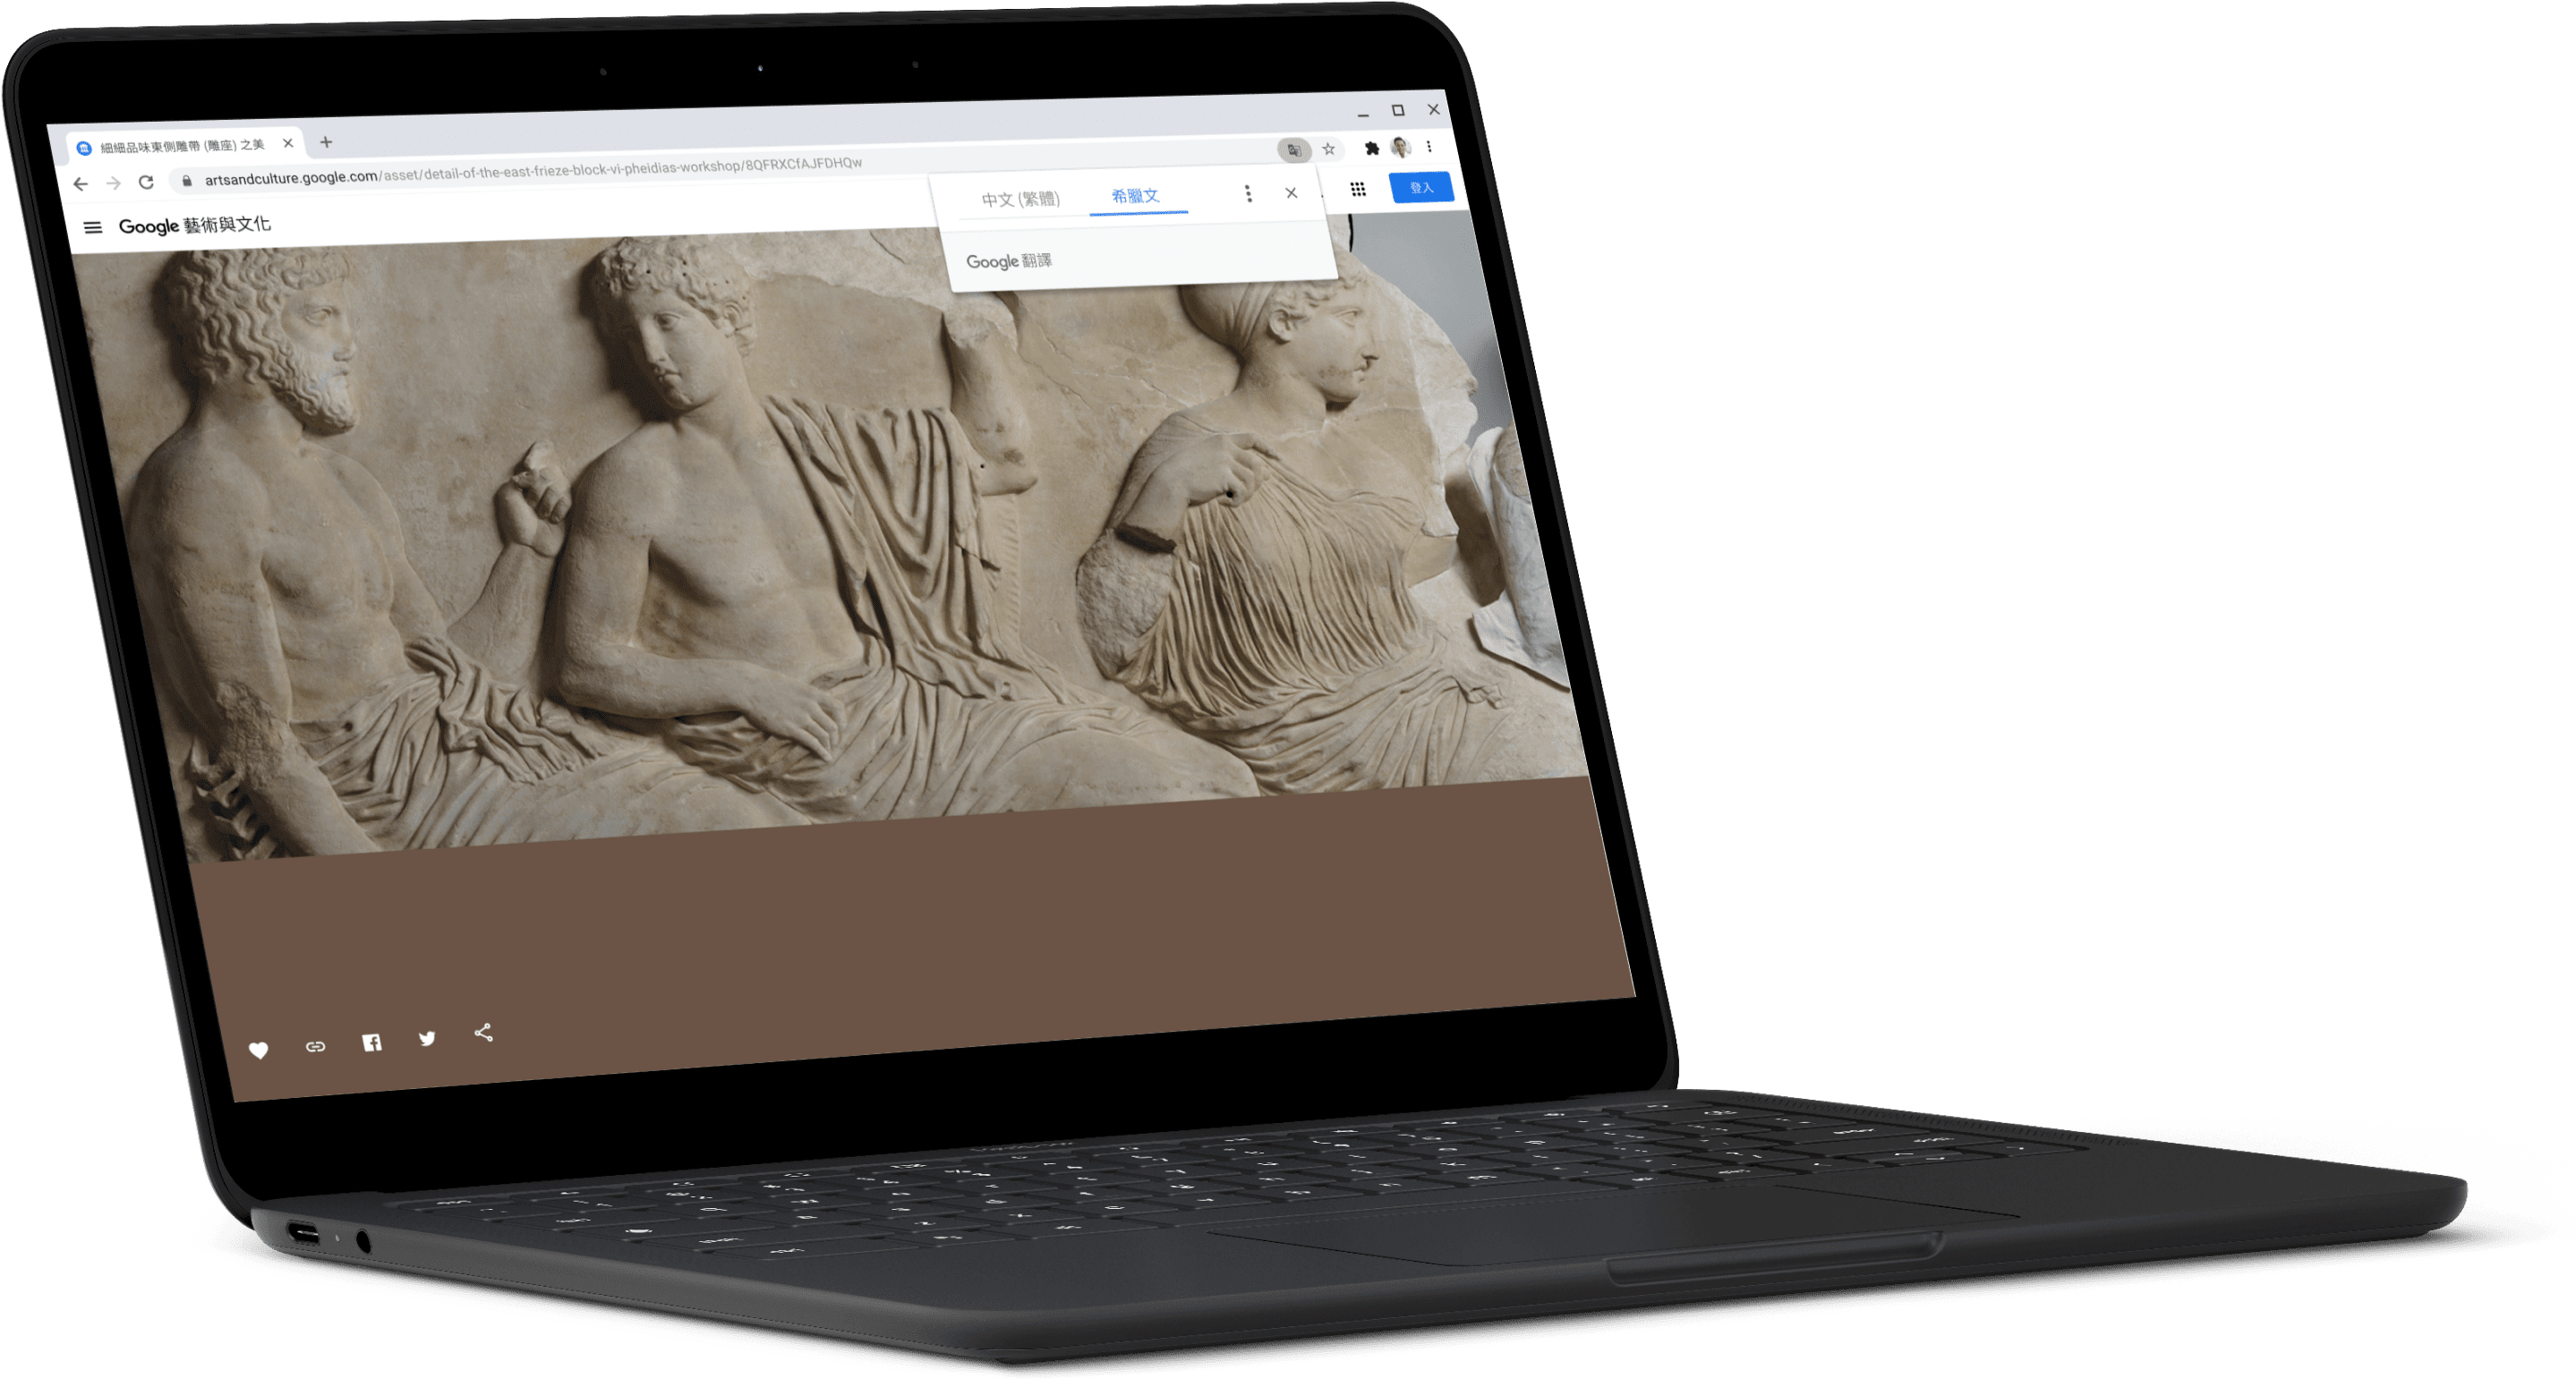 細細品味東側雕帶 (雕座) 之美
artsandculture.google.com/asset/detail-of-the-east-frieze-block-vi-pheidias-workshop/8QFRXCfAJFDHQw
中文 (繁體)
希臘文
登入
Google 藝術與文化
Google 翻譯